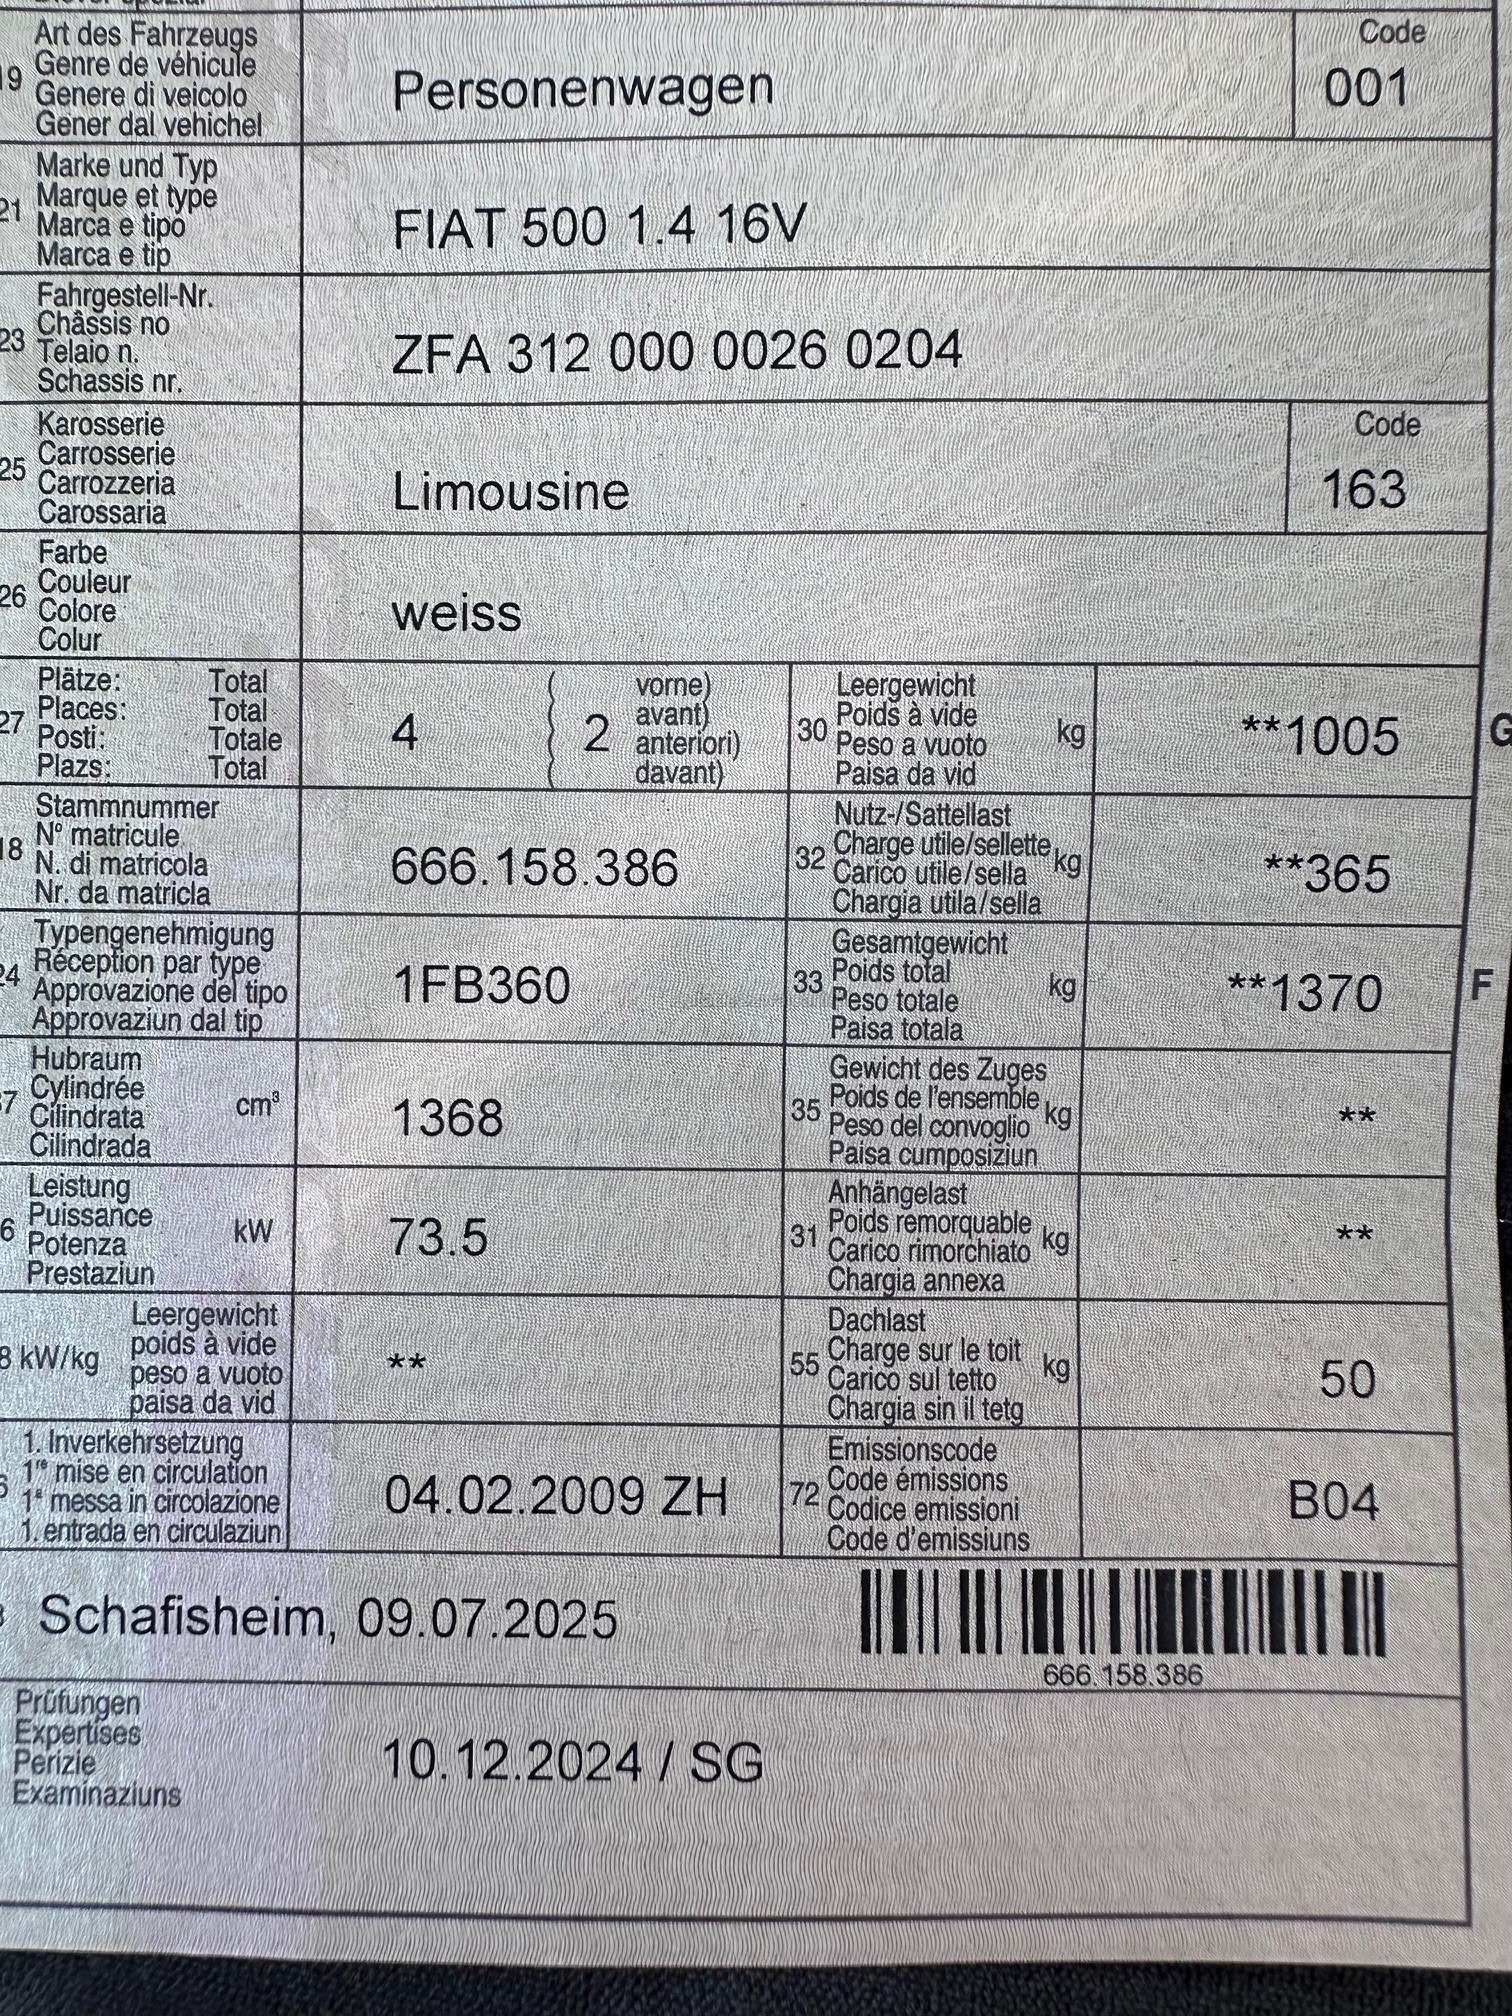 Art des Fahrzeugs
Code
19 Genre de véhicule
Genere di veicolo
Gener dal vehichel
Personenwagen
001
Marke und Typ
21 Marque et type
Marca e tipo
Marca e tip
FIAT 500 1.4 16V
Fahrgestell-Nr.
23 Châssis no
Telaio n.
Schassis nr.
ZFA 312 000 0026 0204
Karosserie
Code
25 Carrosserie
Carrozzeria
Carossaria
Limousine
163
Farbe
26 Couleur
Colore
Colur
weiss
Plätze: Total
27 Places: Total
Posti: Totale
Plazs: Total
4 ( 2 vorne)
( avant)
( anteriori)
( davant)
Leergewicht
30 Poids à vide kg
Peso a vuoto
Paisa da vid
**1005
G
Stammnummer
18 Nº matricule
N. di matricola
Nr. da matricla
666.158.386
Nutz-/Sattellast
32 Charge utile/sellette kg
Carico utile/sella
Chargia utila/sella
**365
Typengenehmigung
24 Réception par type
Approvazione del tipo
Approvaziun dal tip
1FB360
Gesamtgewicht
33 Poids total kg
Peso totale
Paisa totala
**1370
F
Hubraum
7 Cylindrée cm³
Cilindrata
Cilindrada
1368
Gewicht des Zuges
35 Poids de l'ensemble kg
Peso del convoglio
Paisa cumposiziun
**
Leistung
6 Puissance kW
Potenza
Prestaziun
73.5
Anhängelast
31 Poids remorquable kg
Carico rimorchiato
Chargia annexa
**
Leergewicht
8 kW/kg poids à vide
peso a vuoto
paisa da vid
**
Dachlast
55 Charge sur le toit kg
Carico sul tetto
Chargia sin il tetg
50
1. Inverkehrsetzung
1re mise en circulation
1a messa in circolazione
1. entrada en circulaziun
04.02.2009 ZH
Emissionscode
72 Code émissions
Codice emissioni
Code d'emissiuns
B04
Schafisheim, 09.07.2025
666.158.386
Prüfungen
Expertises
Perizie
Examinaziuns
10.12.2024 / SG